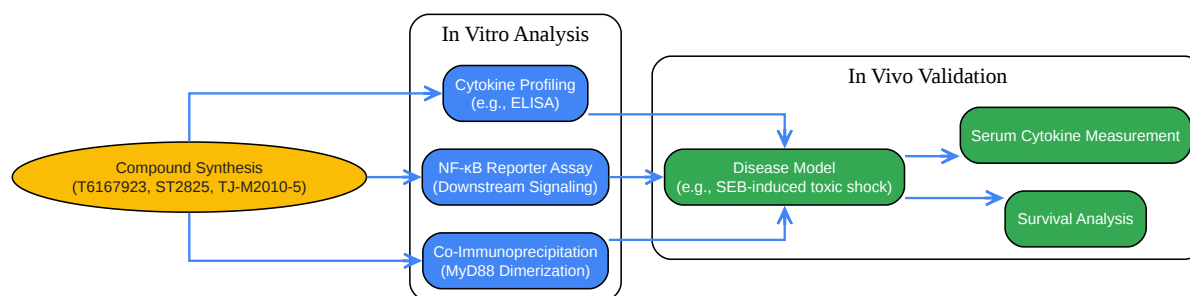 In Vitro Analysis
Cytokine Profiling
(e.g., ELISA)
In Vivo Validation
Serum Cytokine Measurement
Compound Synthesis
(T6167923, ST2825, TJ-M2010-5)
NF-κB Reporter Assay
(Downstream Signaling)
Disease Model
(e.g., SEB-induced toxic shock)
Survival Analysis
Co-Immunoprecipitation
(MyD88 Dimerization)